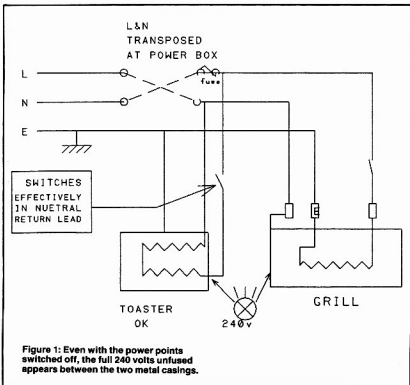 L&N
TRANSPOSED
AT POWER BOX
L
fuse
N
E
SWITCHES
EFFECTIVELY
IN NUETRAL
RETURN LEAD
E
TOASTER
OK
240v
GRILL
Figure 1: Even with the power points
switched off, the full 240 volts unfused
appears between the two metal casings.